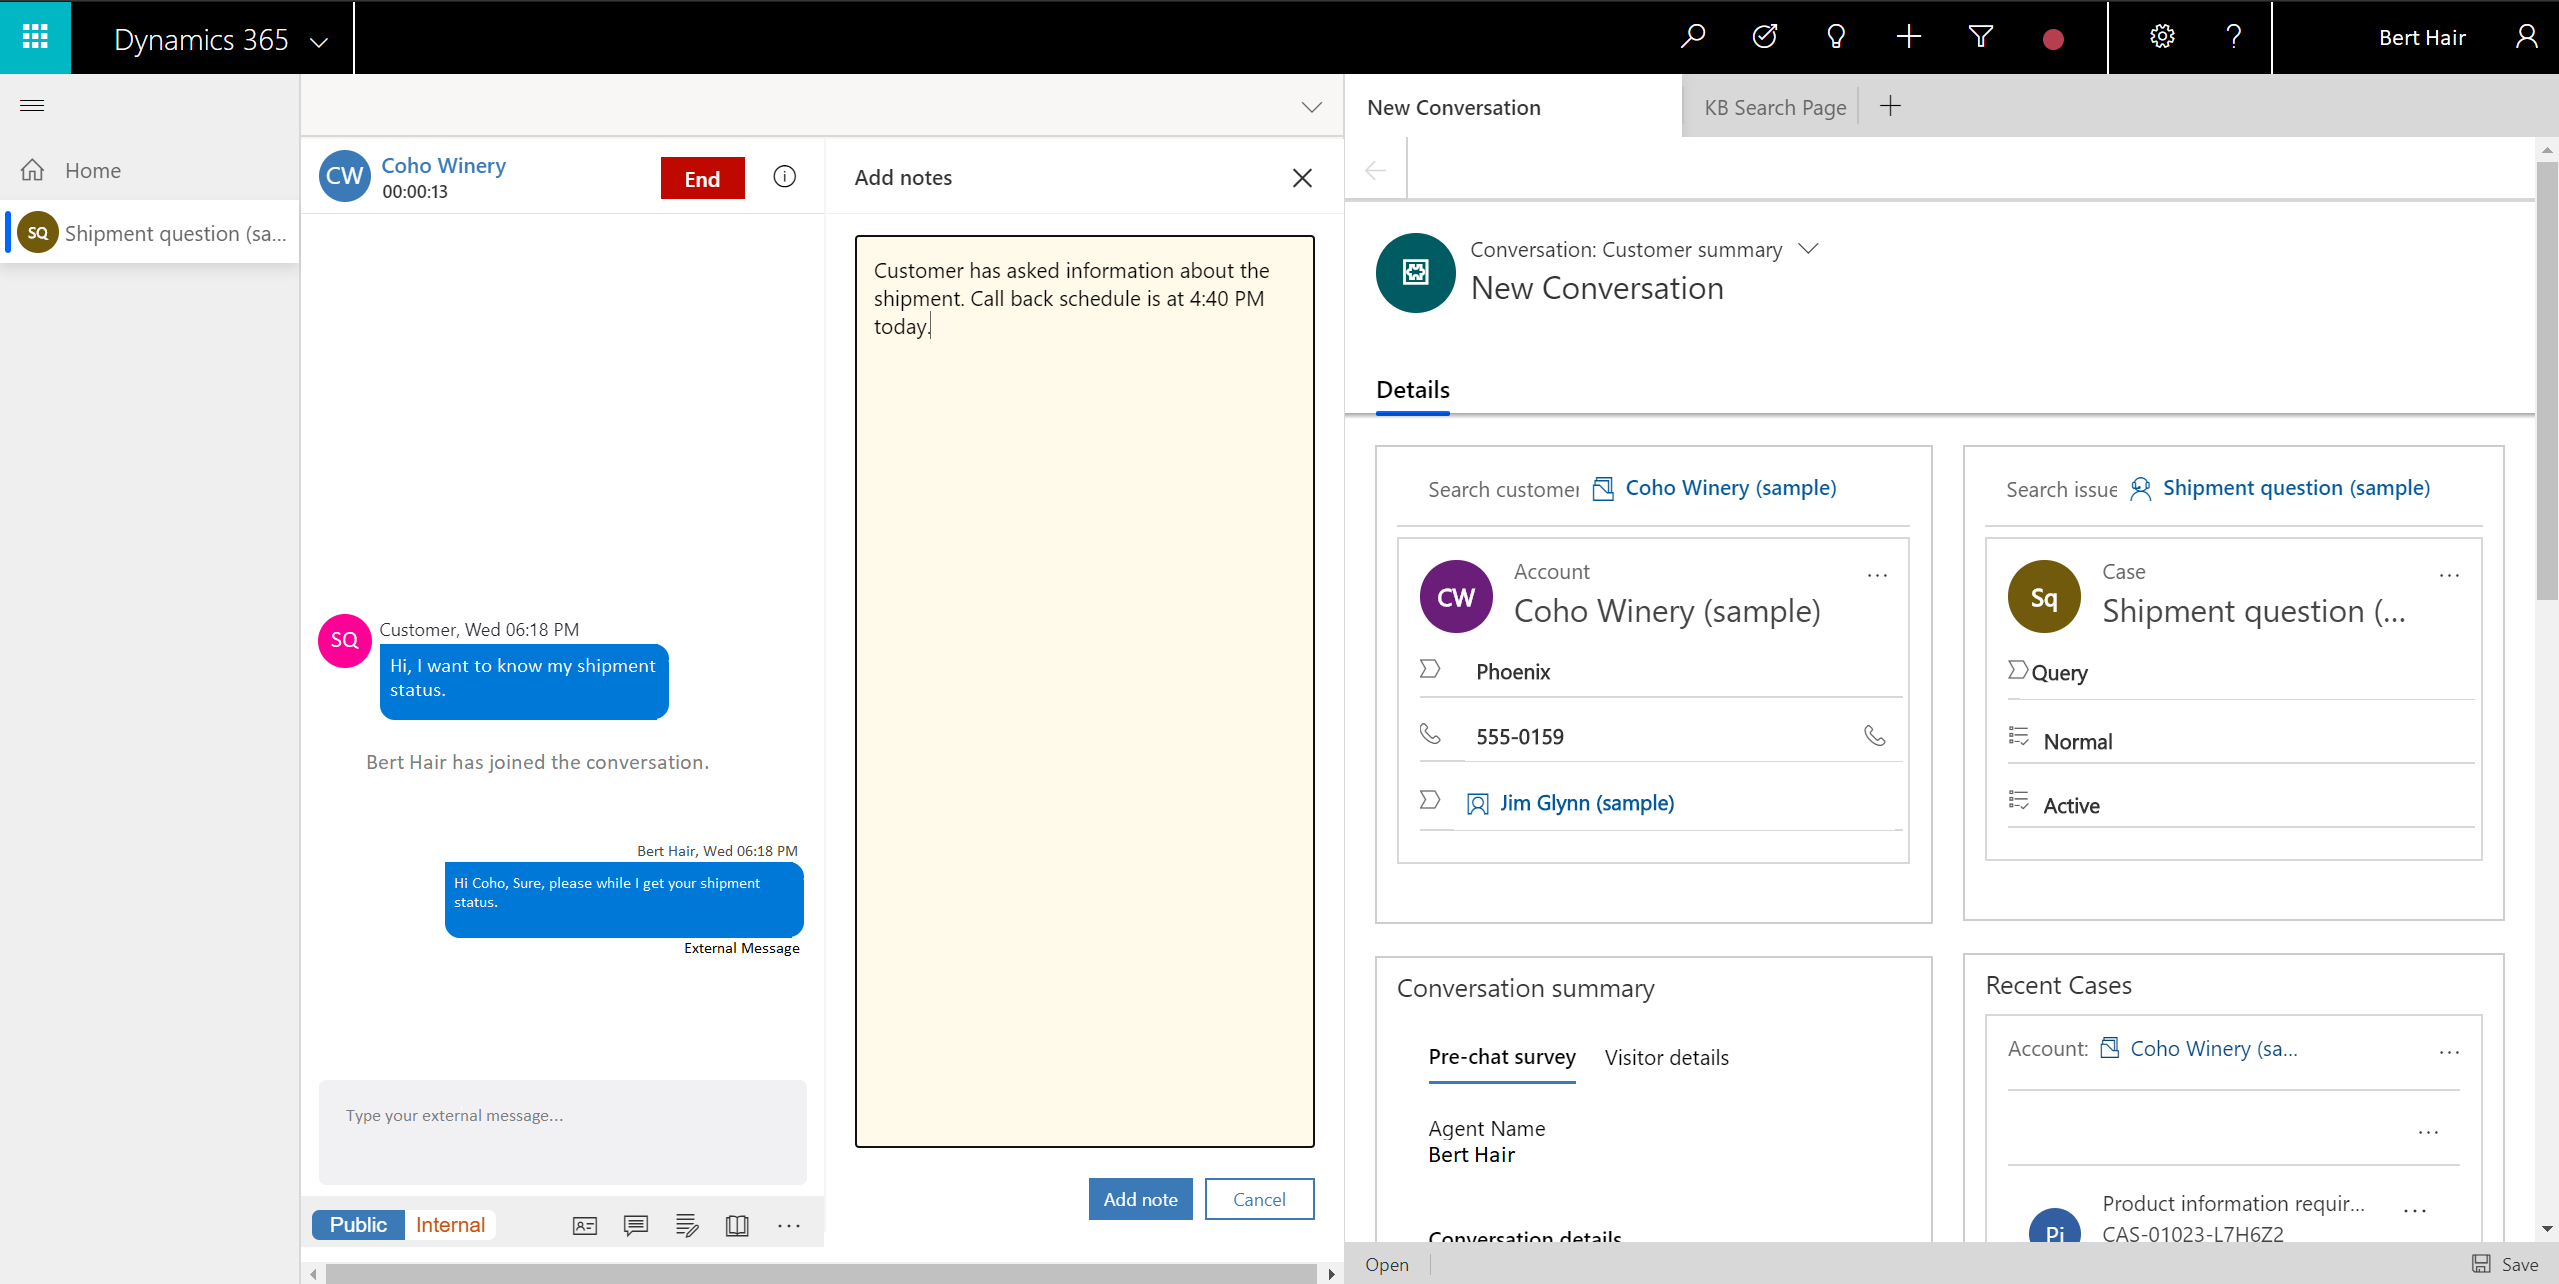 Dynamics 365
Bert Hair
Home
SQ
Shipment question (sa...
CW
Coho Winery
00:00:13
End
SQ
Customer, Wed 06:18 PM
Hi, I want to know my shipment
status.
Bert Hair has joined the conversation.
Bert Hair, Wed 06:18 PM
Hi Coho, Sure, please while I get your shipment
status.
External Message
Type your external message...
Public
Internal
Add notes
Customer has asked information about the
shipment. Call back schedule is at 4:40 PM
today.
Add note
Cancel
New Conversation
KB Search Page
Conversation: Customer summary
New Conversation
Details
Search customer
Coho Winery (sample)
CW
Account
Coho Winery (sample)
Phoenix
555-0159
Jim Glynn (sample)
Search issue
Shipment question (sample)
Sq
Case
Shipment question (...
Query
Normal
Active
Conversation summary
Pre-chat survey
Visitor details
Agent Name
Bert Hair
Conversation details
Recent Cases
Account:
Coho Winery (sa...
Pi
Product information requir...
CAS-01023-L7H6Z2
Open
Save